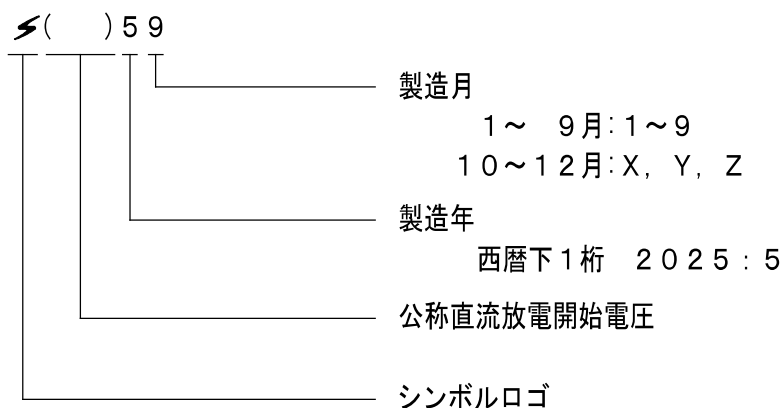 (　　)５９
製造月
１～　９月：１～９
１０～１２月：Ｘ，Ｙ，Ｚ
製造年
西暦下１桁　２０２５：５
公称直流放電開始電圧
シンボルロゴ